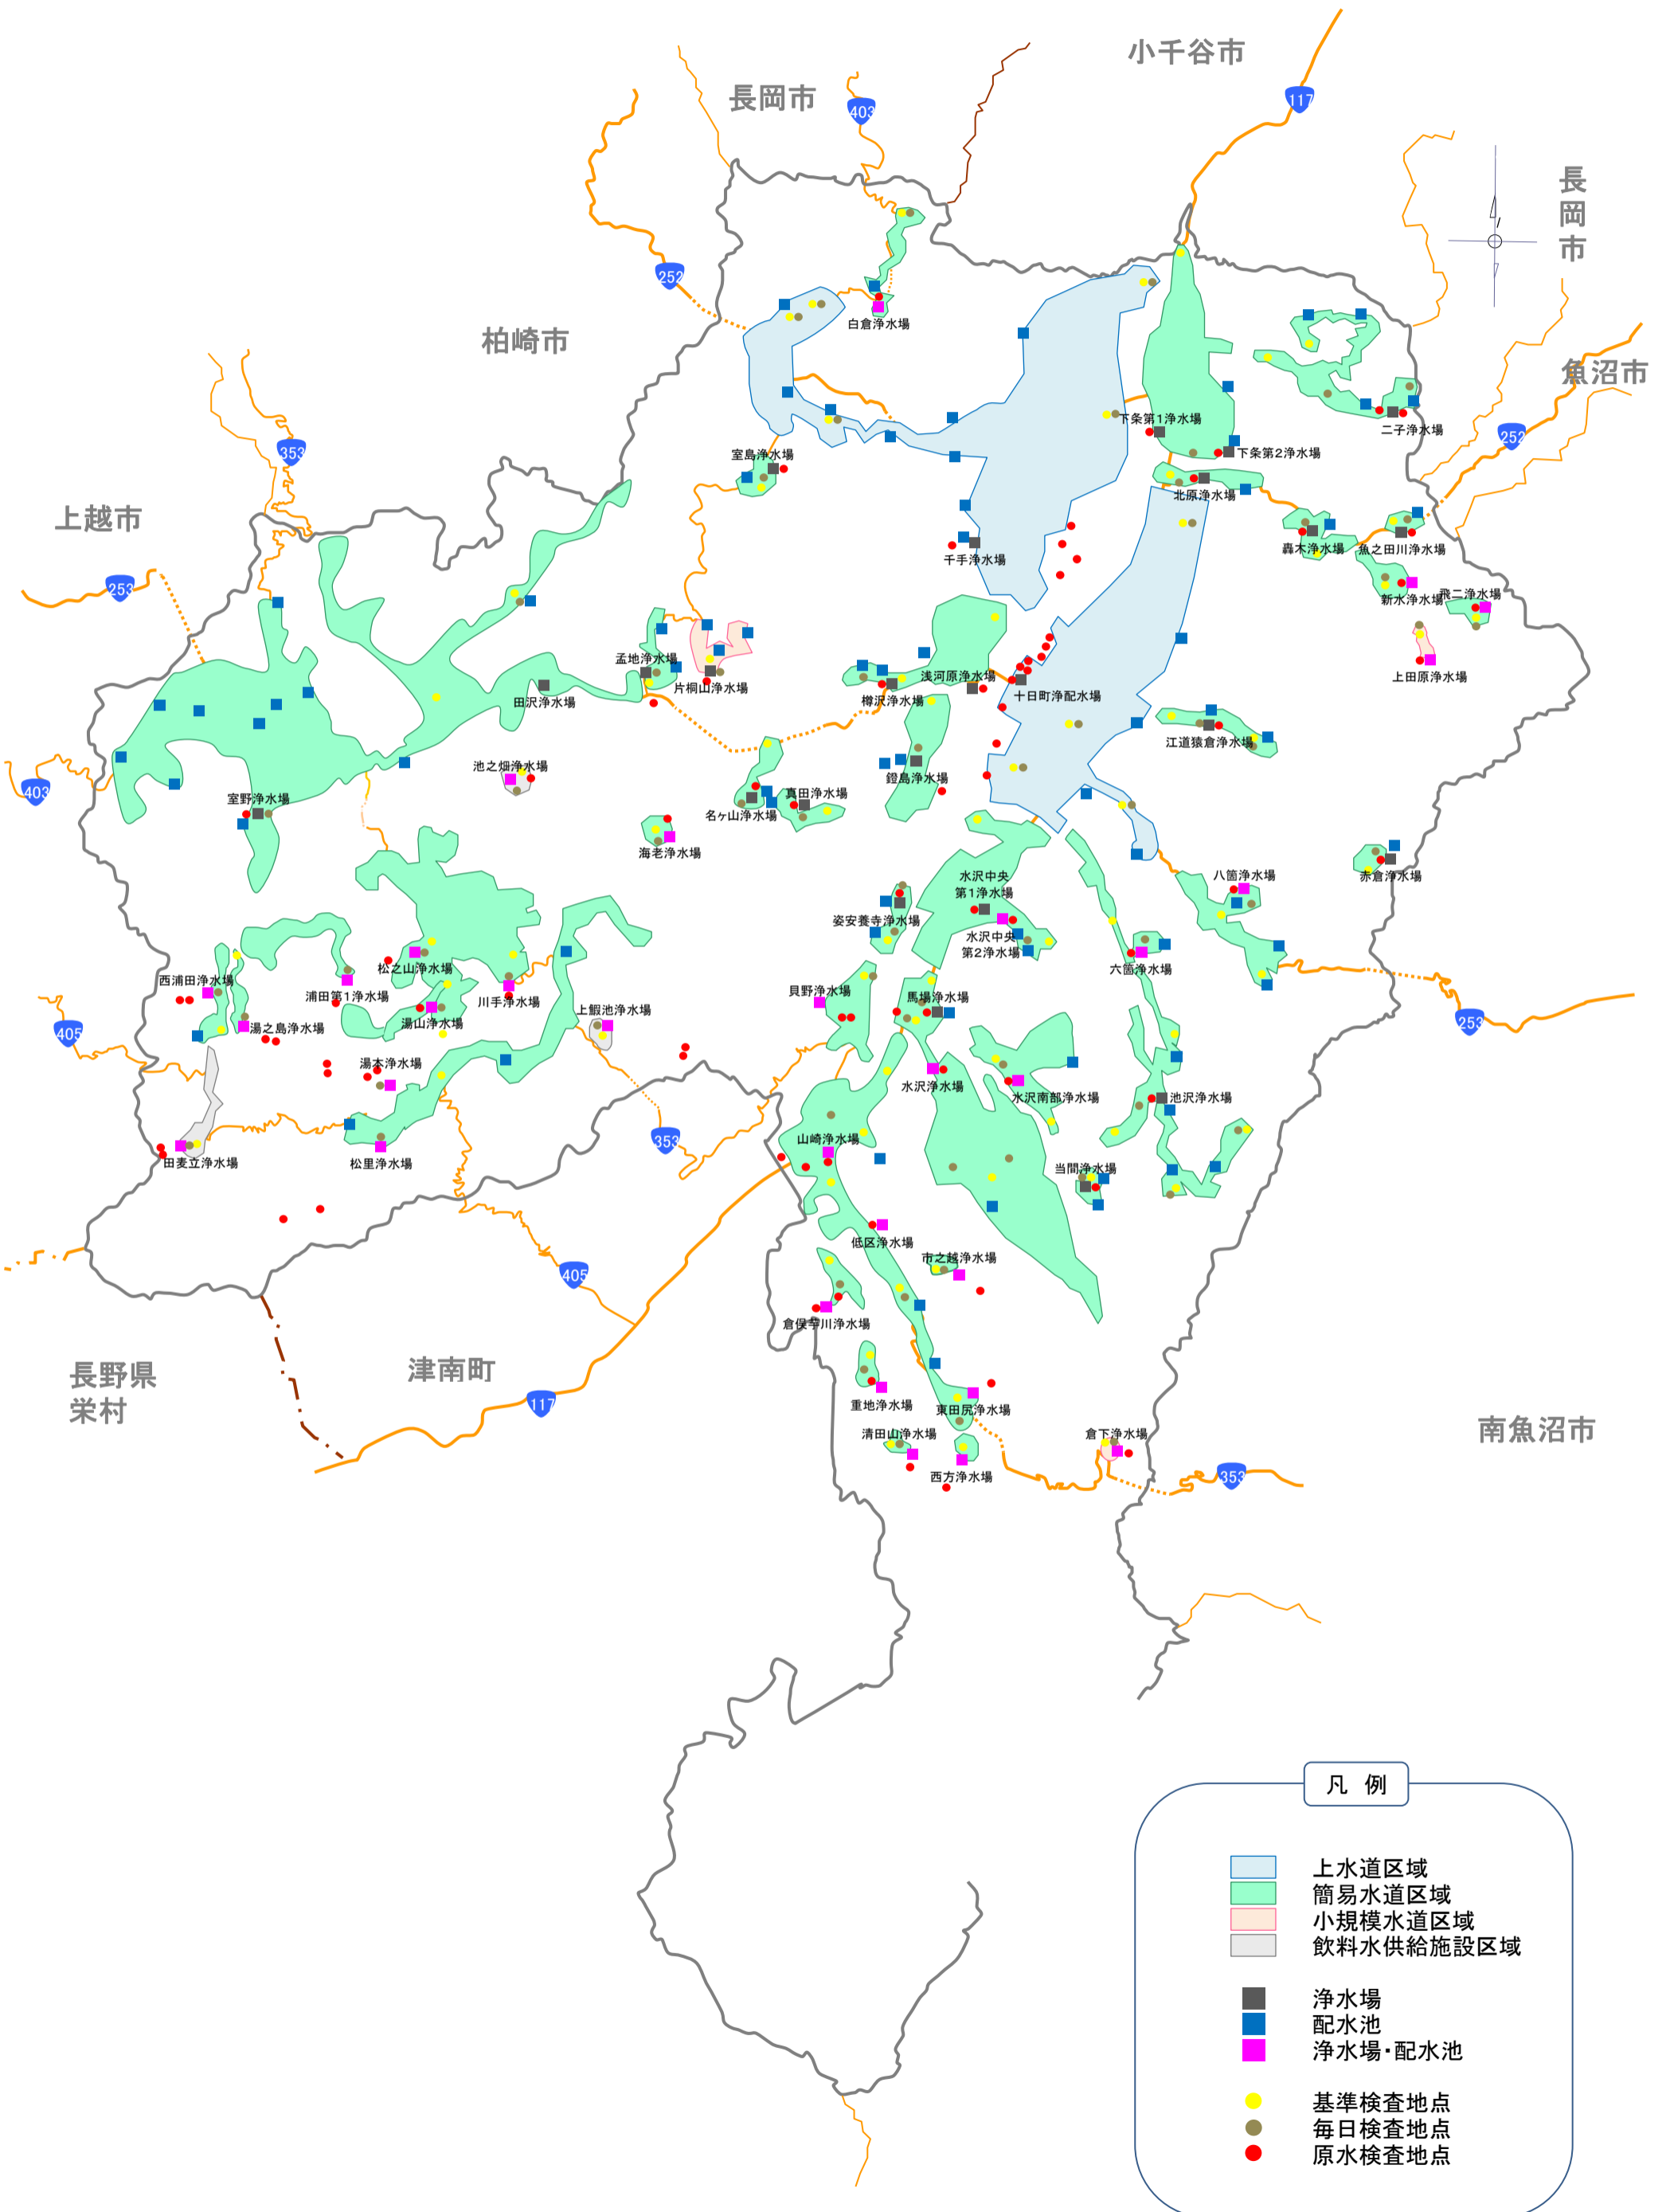 小千谷市
長岡市
403
117
長
岡
市
252
柏崎市
白倉浄水場
魚沼市
353
252
下条第1浄水場
二子浄水場
室島浄水場
下条第2浄水場
北原浄水場
上越市
千手浄水場
轟木浄水場
魚之田川浄水場
253
新水浄水場
飛二浄水場
孟地浄水場
片桐山浄水場
浅河原浄水場
上田原浄水場
田沢浄水場
樽沢浄水場
十日町浄配水場
江道猿倉浄水場
池之畑浄水場
鐙島浄水場
403
室野浄水場
名ヶ山浄水場
真田浄水場
海老浄水場
水沢中央
第1浄水場
八箇浄水場
赤倉浄水場
姿安養寺浄水場
水沢中央
第2浄水場
松之山浄水場
六箇浄水場
西浦田浄水場
浦田第1浄水場
川手浄水場
貝野浄水場
馬場浄水場
上鰕池浄水場
湯之島浄水場
湯山浄水場
405
253
湯本浄水場
水沢浄水場
水沢南部浄水場
池沢浄水場
353
山崎浄水場
田麦立浄水場
松里浄水場
当間浄水場
低区浄水場
市之越浄水場
405
倉俣芋川浄水場
長野県
栄村
津南町
117
重地浄水場
東田尻浄水場
清田山浄水場
倉下浄水場
南魚沼市
西方浄水場
353
凡 例
上水道区域
簡易水道区域
小規模水道区域
飲料水供給施設区域
浄水場
配水池
浄水場・配水池
基準検査地点
毎日検査地点
原水検査地点